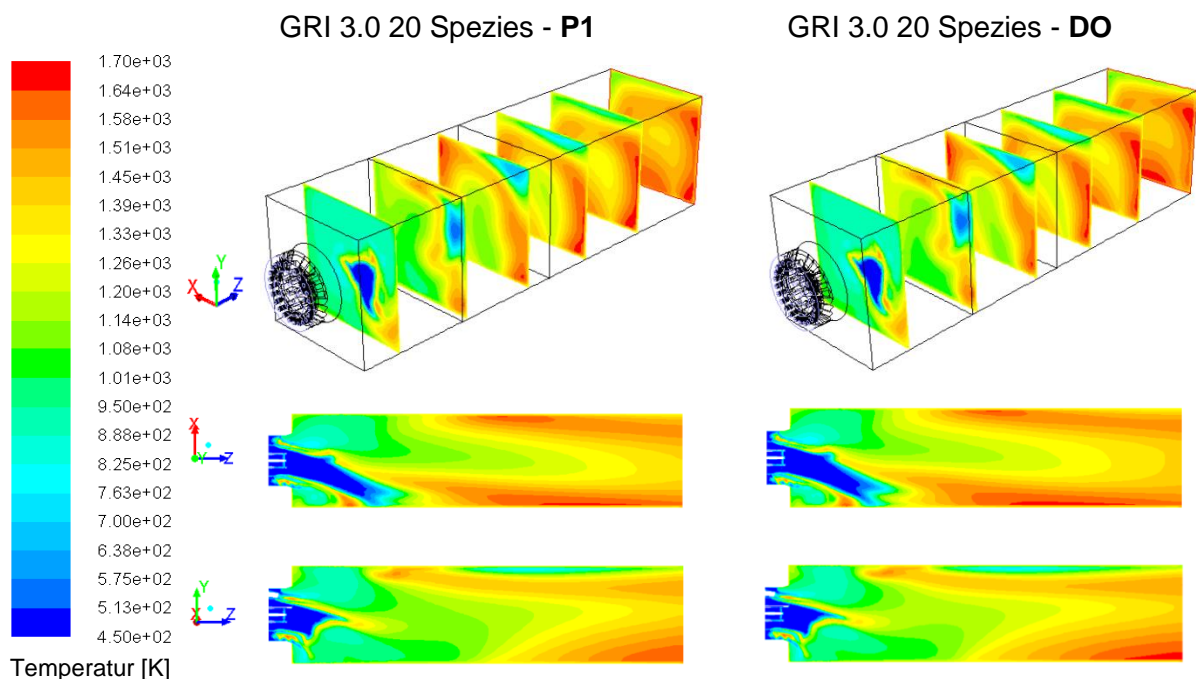 GRI 3.0 20 Spezies - P1
GRI 3.0 20 Spezies - DO
1.70e+03
1.64e+03
1.58e+03
1.51e+03
1.45e+03
1.39e+03
1.33e+03
1.26e+03
1.20e+03
1.14e+03
1.08e+03
1.01e+03
9.50e+02
8.88e+02
8.25e+02
7.63e+02
7.00e+02
6.38e+02
5.75e+02
5.13e+02
4.50e+02
Temperatur [K]
Y
X Z
X
Y Z
Y
X Z